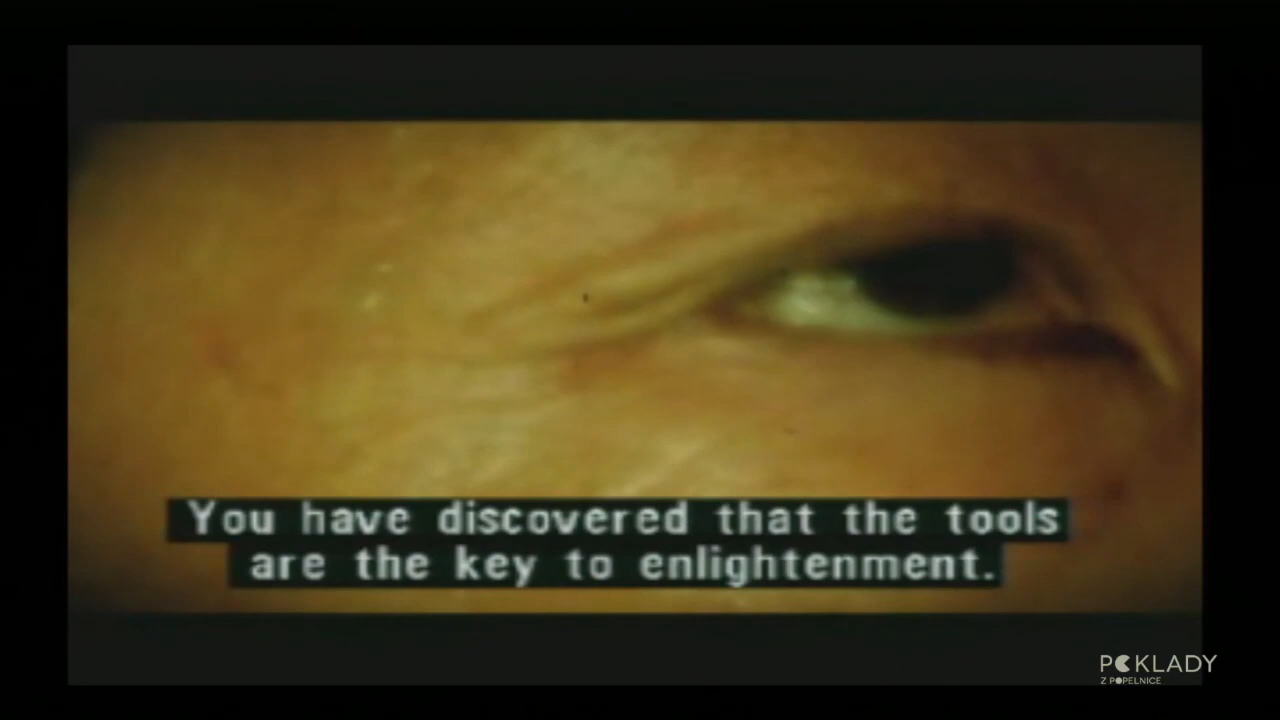 You have discovered that the tools
are the key to enlightenment.
POKLADY
Z POPELNICE